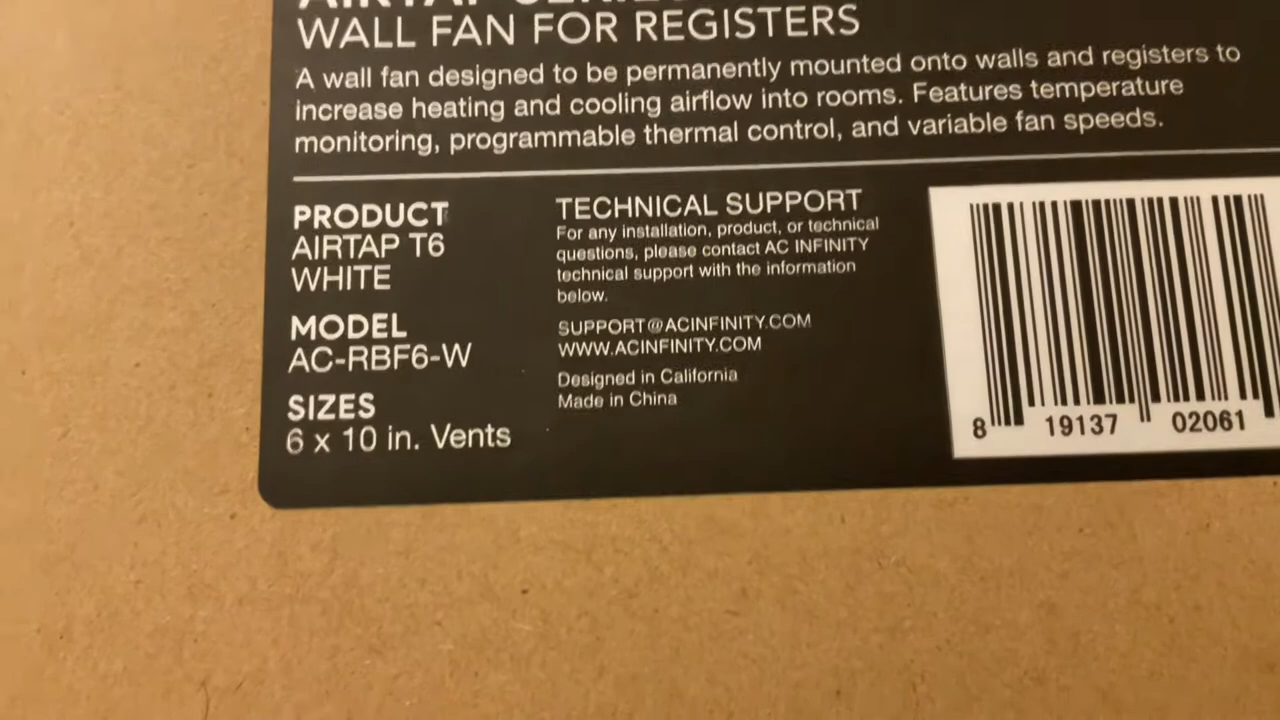 AIRTAP SERIES
WALL FAN FOR REGISTERS
A wall fan designed to be permanently mounted onto walls and registers to
increase heating and cooling airflow into rooms. Features temperature
monitoring, programmable thermal control, and variable fan speeds.
PRODUCT
AIRTAP T6
WHITE
MODEL
AC-RBF6-W
SIZES
6 x 10 in. Vents
TECHNICAL SUPPORT
For any installation, product, or technical
questions, please contact AC INFINITY
technical support with the information
below.
SUPPORT@ACINFINITY.COM
WWW.ACINFINITY.COM
Designed in California
Made in China
8 19137 02061